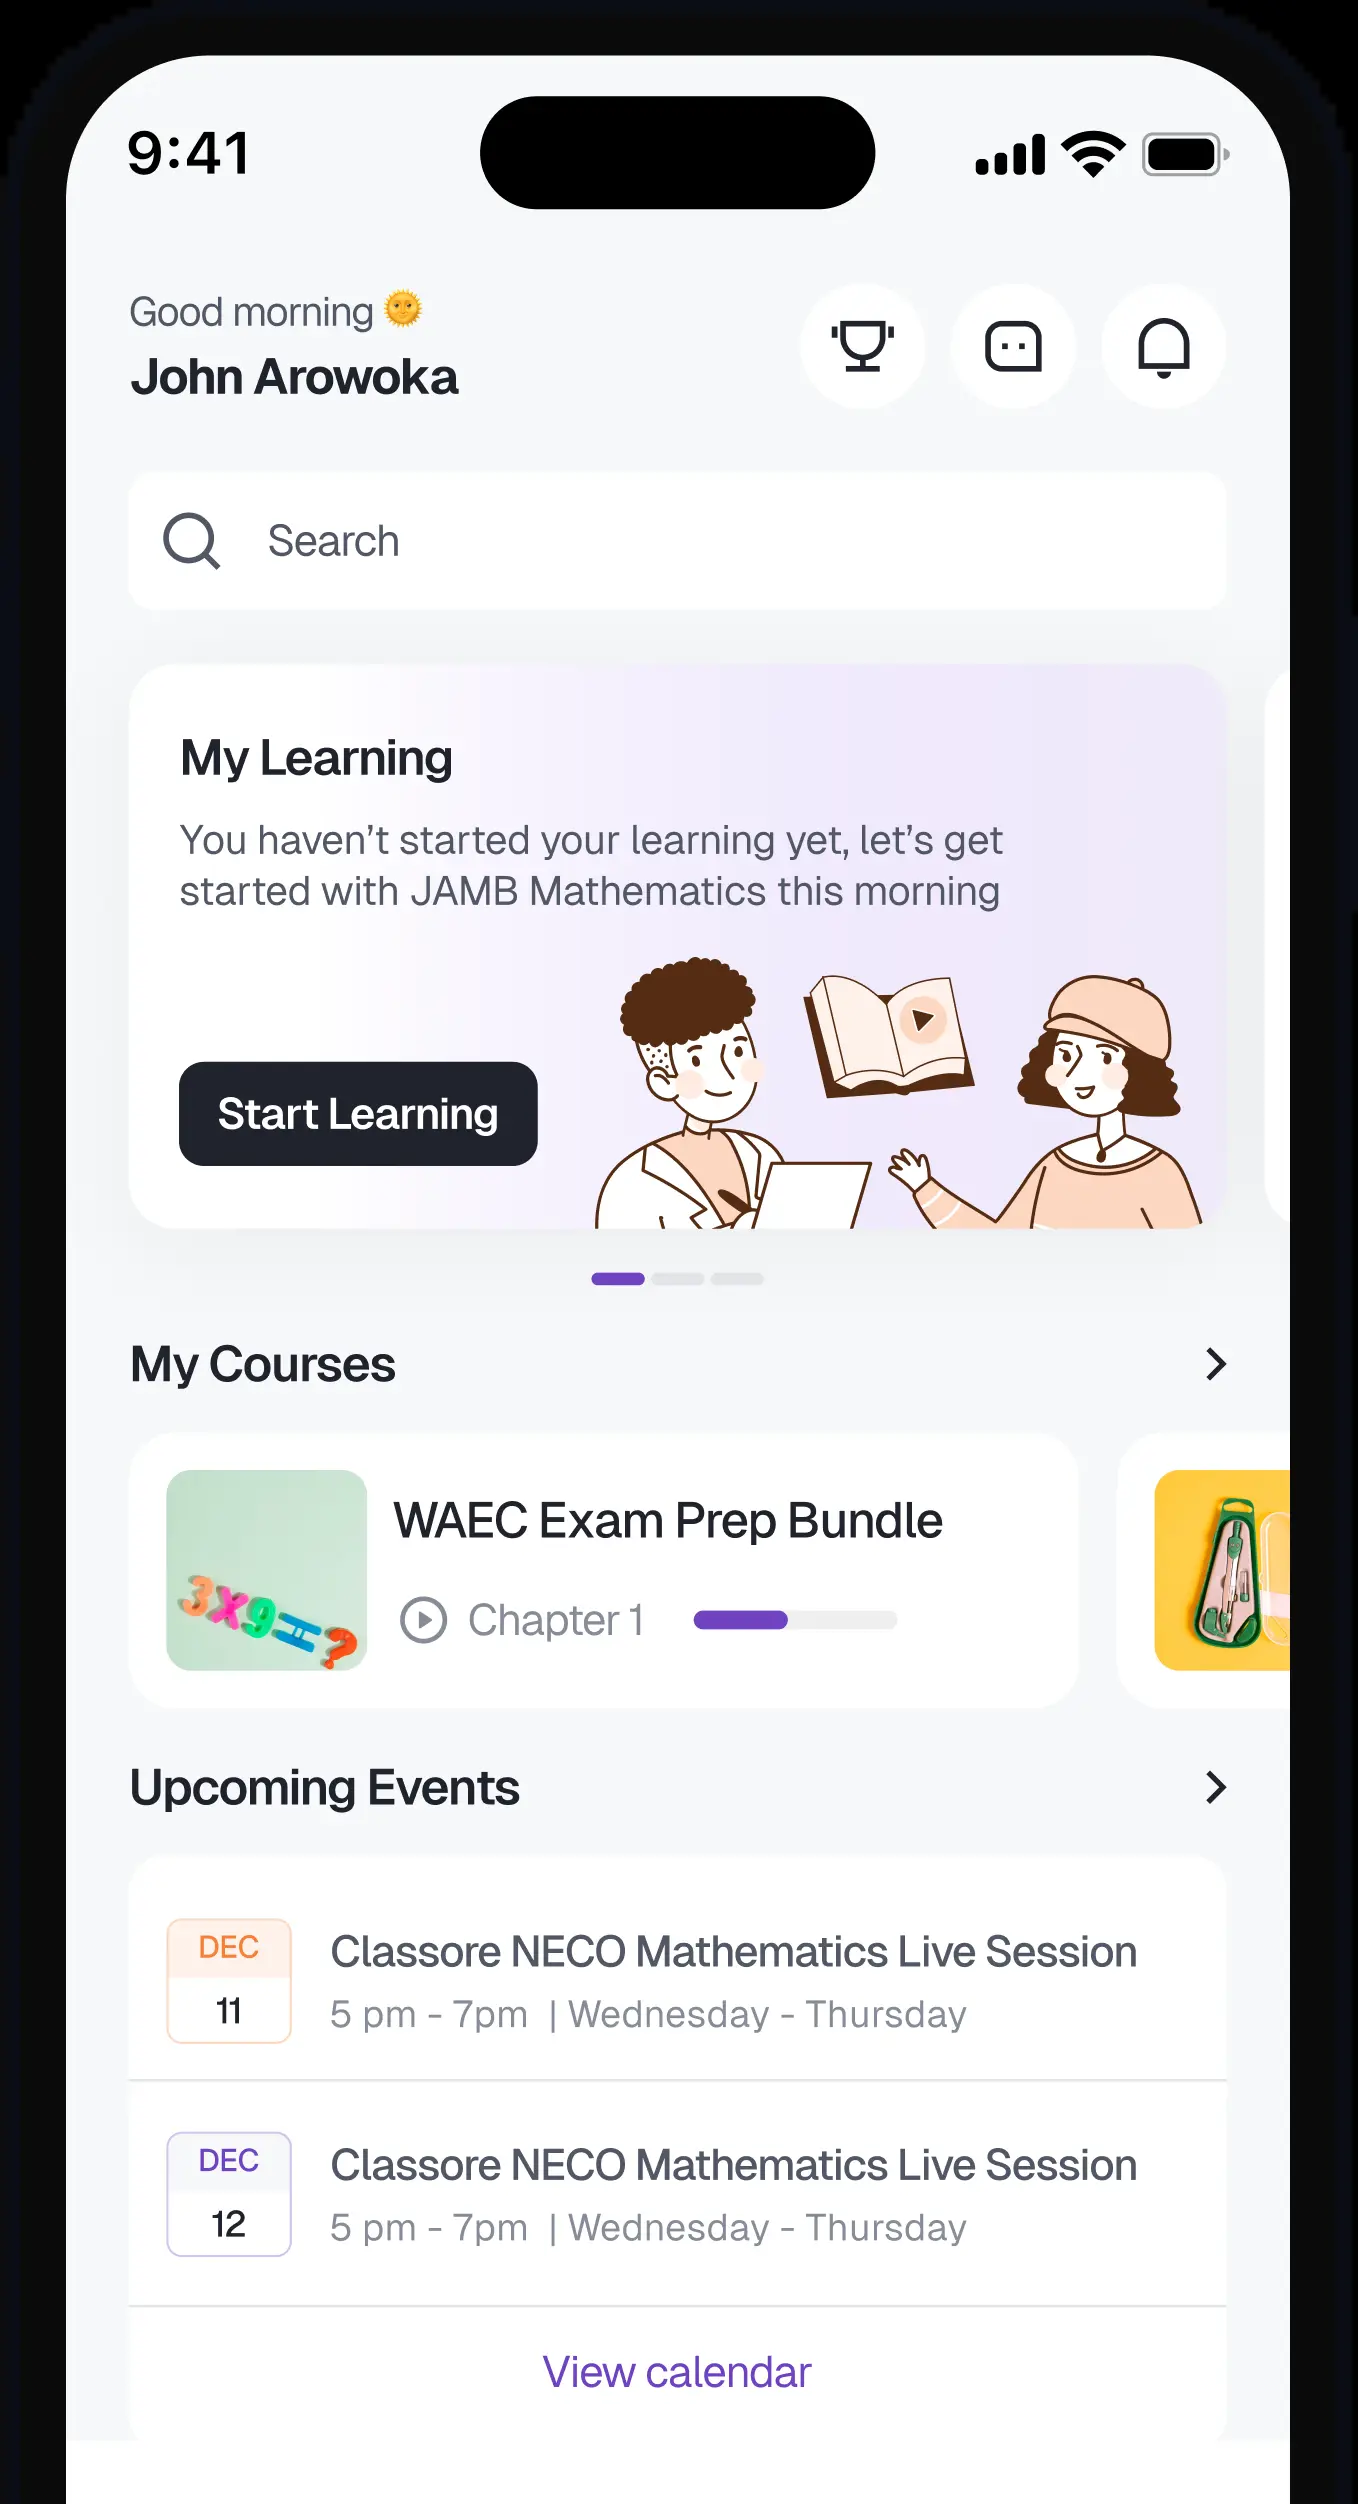 9:41
Good morning 🌞
John Arowoka
Search
My Learning
You haven’t started your learning yet, let’s get
started with JAMB Mathematics this morning
Start Learning
My Courses
3X9H?
WAEC Exam Prep Bundle
Chapter 1
Upcoming Events
DEC
11
Classore NECO Mathematics Live Session
5 pm - 7pm | Wednesday - Thursday
DEC
12
Classore NECO Mathematics Live Session
5 pm - 7pm | Wednesday - Thursday
View calendar